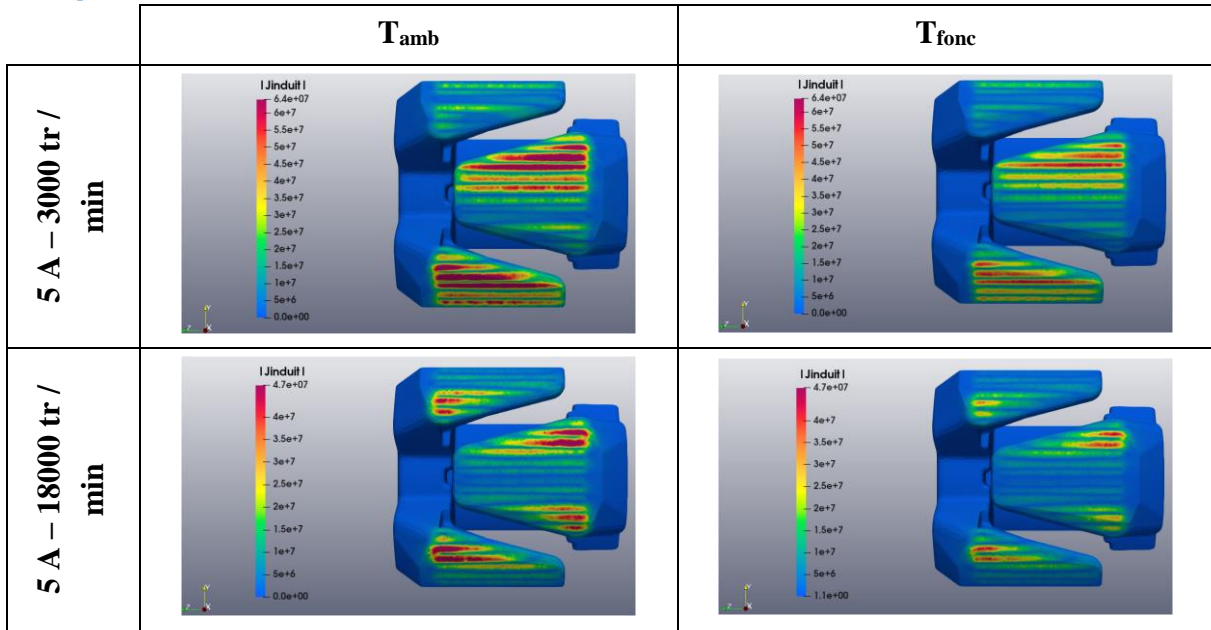 T_amb
T_fonc
5 A – 3000 tr /
min
|Jinduit|
6.4e+07
6e+7
5.5e+7
5e+7
4.5e+7
4e+7
3.5e+7
3e+7
2.5e+7
2e+7
1.5e+7
1e+7
5e+6
0.0e+00
Y
Z X
|Jinduit|
6.4e+07
6e+7
5.5e+7
5e+7
4.5e+7
4e+7
3.5e+7
3e+7
2.5e+7
2e+7
1.5e+7
1e+7
5e+6
0.0e+00
Y
Z X
5 A – 18000 tr /
min
|Jinduit|
4.7e+07
4e+7
3.5e+7
3e+7
2.5e+7
2e+7
1.5e+7
1e+7
5e+6
0.0e+00
Y
Z X
|Jinduit|
4.7e+07
4e+7
3.5e+7
3e+7
2.5e+7
2e+7
1.5e+7
1e+7
5e+6
1.1e+00
Y
Z X